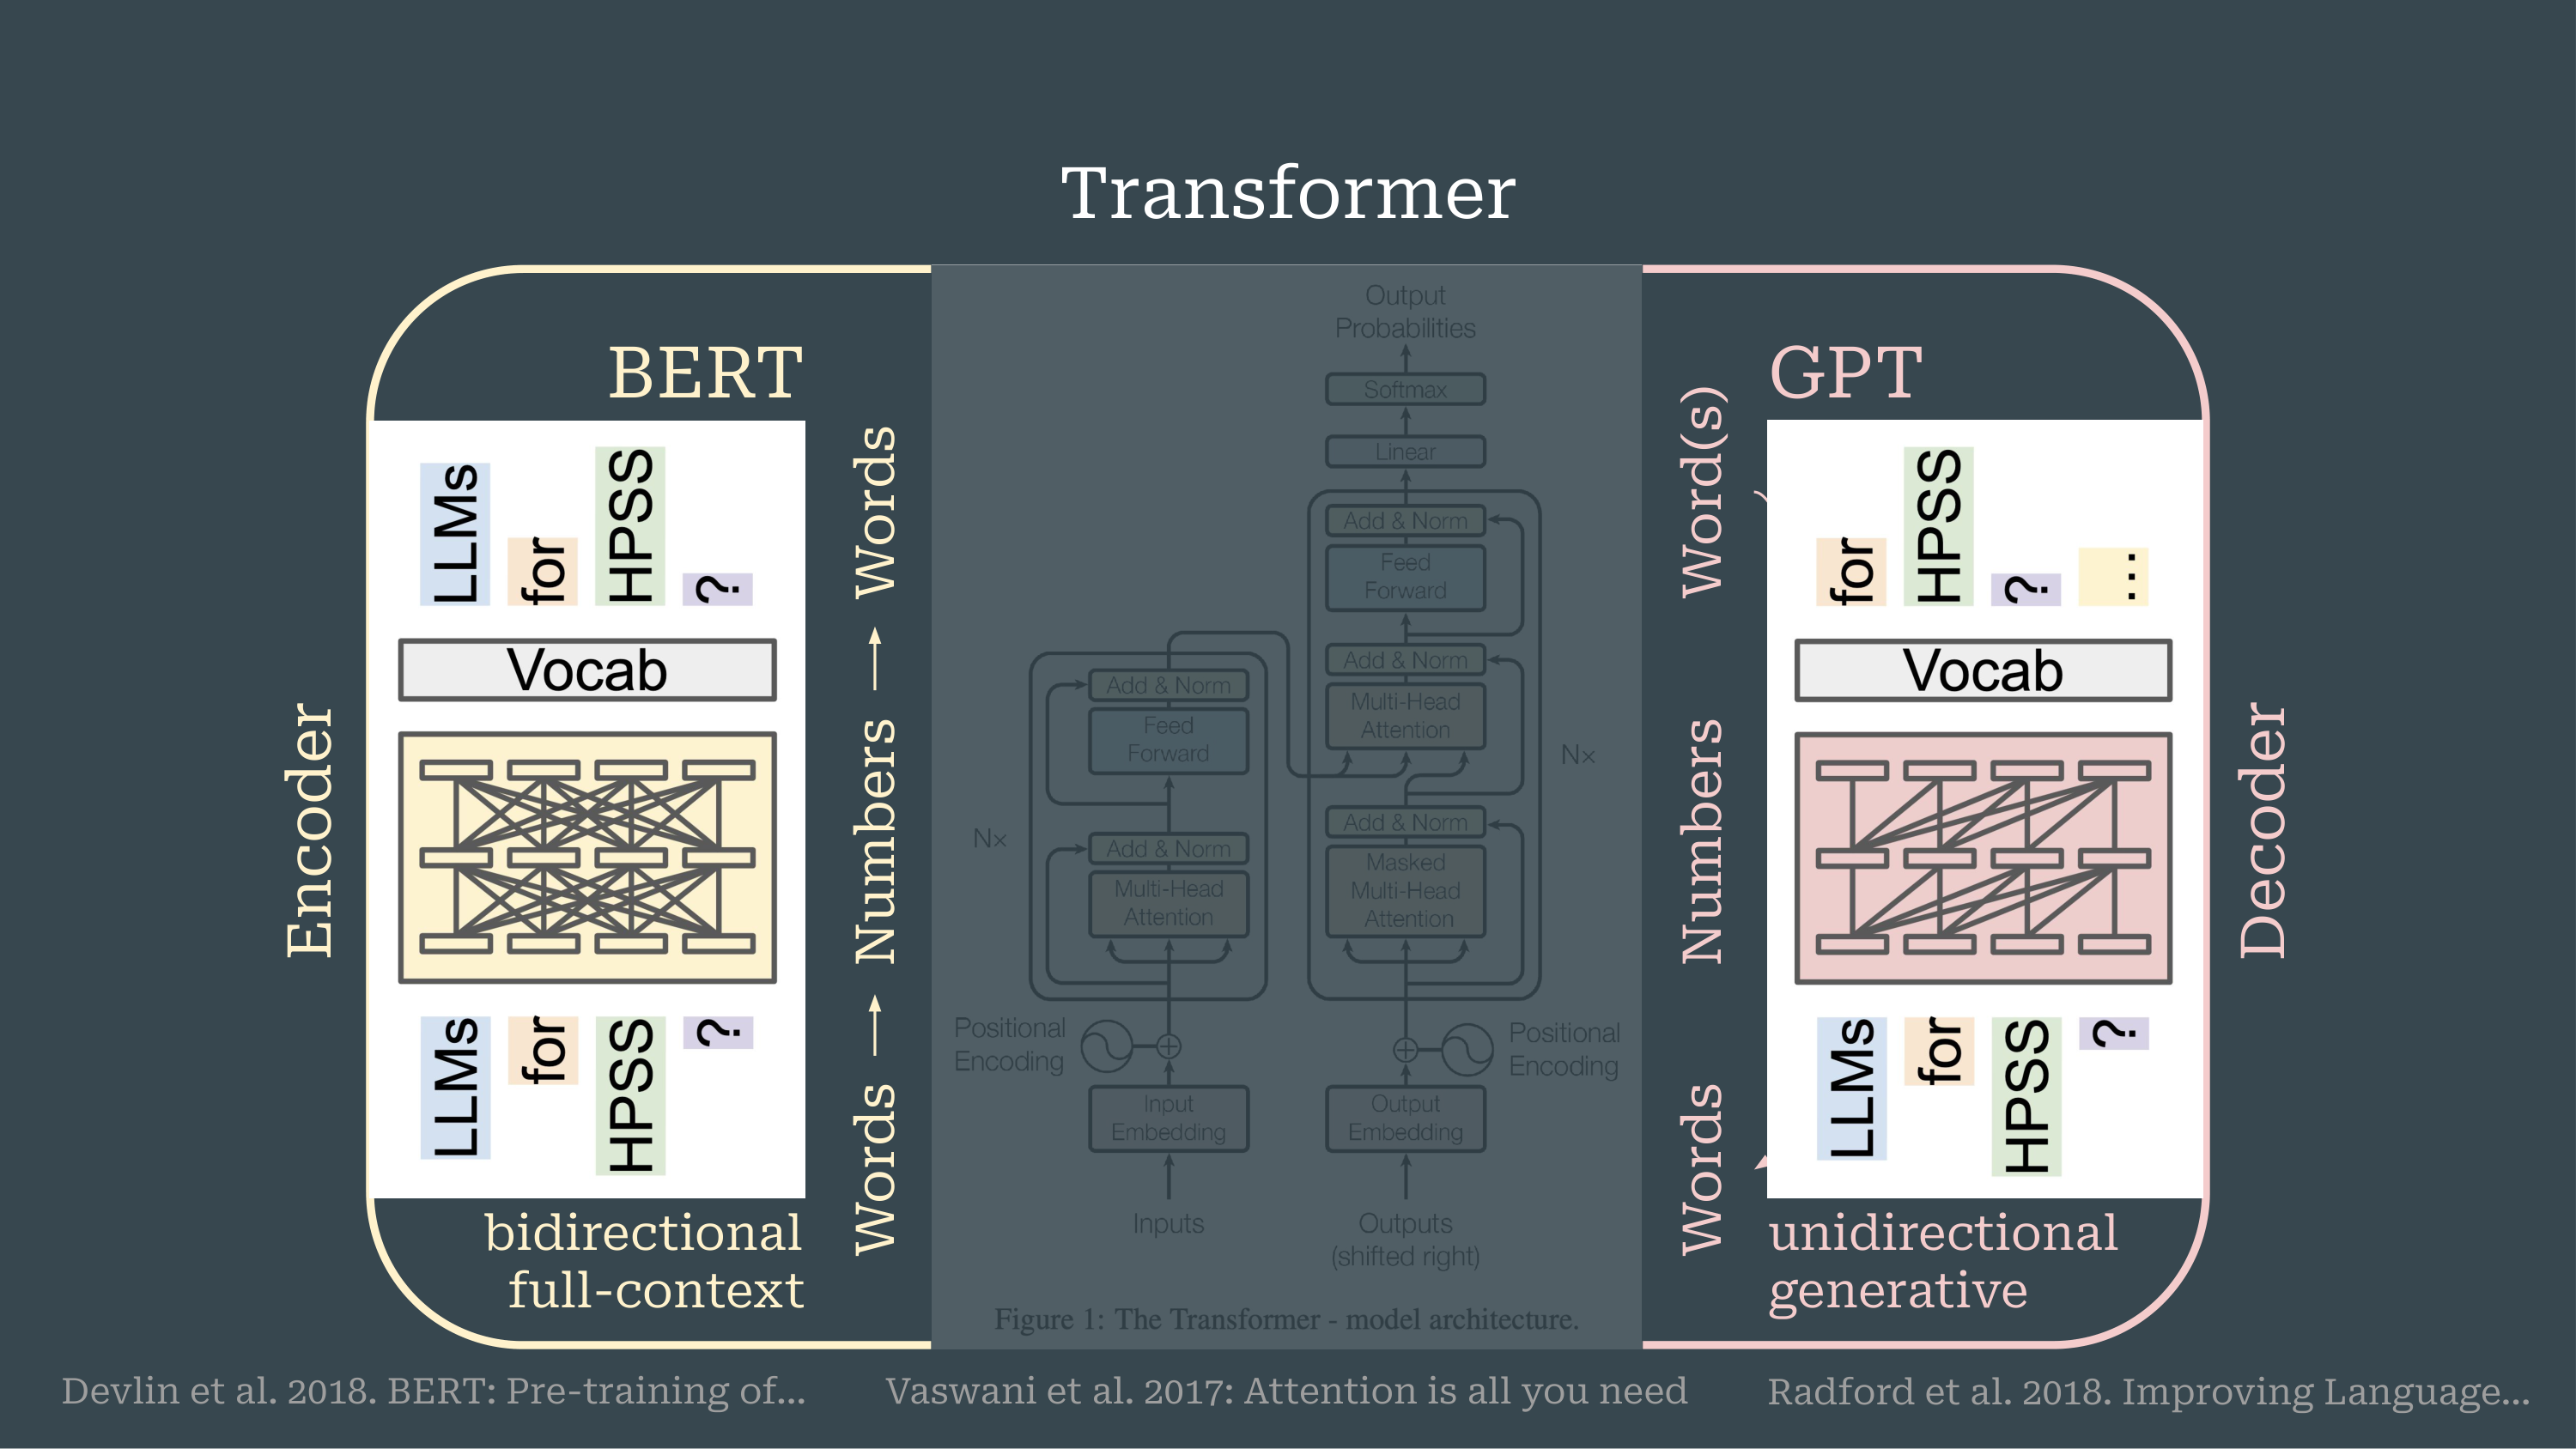 Transformer
Encoder
BERT
LLMs
for
HPSS
?
Vocab
LLMs
for
HPSS
?
bidirectional
full-context
Words
Numbers
Words
Output
Probabilities
Softmax
Linear
Add & Norm
Feed
Forward
Add & Norm
Multi-Head
Attention
Nx
Add & Norm
Masked
Multi-Head
Attention
Add & Norm
Feed
Forward
Nx
Add & Norm
Multi-Head
Attention
Positional
Encoding
Positional
Encoding
Input
Embedding
Output
Embedding
Inputs
Outputs
(shifted right)
Figure 1: The Transformer - model architecture.
Word(s)
Numbers
Words
GPT
for
HPSS
?
...
Vocab
LLMs
for
HPSS
?
unidirectional
generative
Decoder
Devlin et al. 2018. BERT: Pre-training of...
Vaswani et al. 2017: Attention is all you need
Radford et al. 2018. Improving Language...